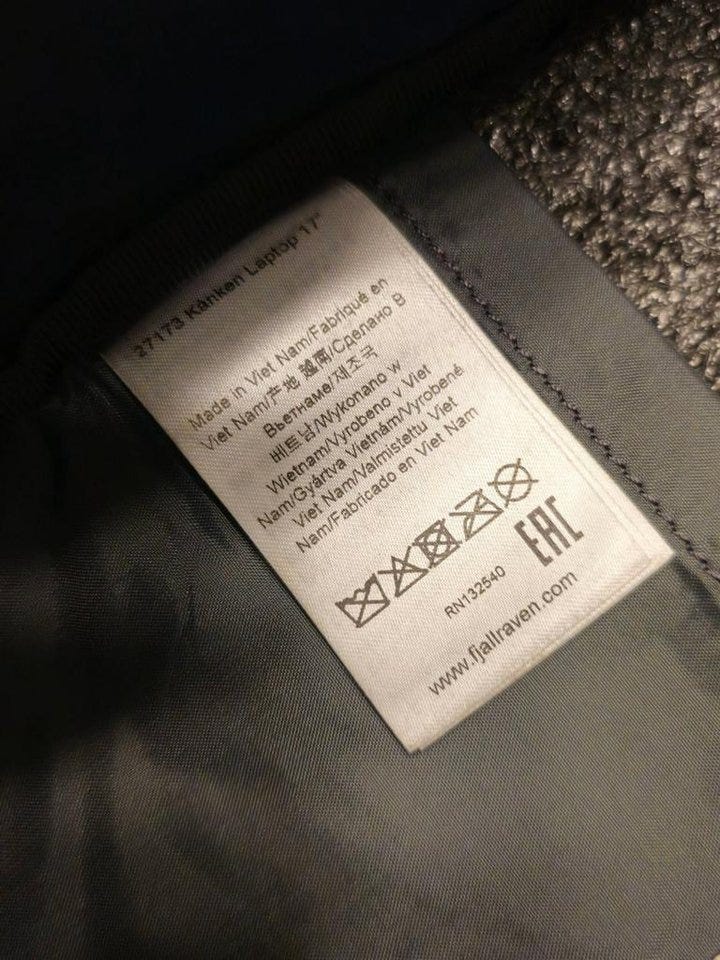 27173 Kånken Laptop 17"
Made in Viet Nam/Fabriqué en
Viet Nam/产地 越南/Сделано В
Вьетнаме/제조국
베트남/Wykonano w
Wietnam/Vyrobeno v Viet
Nam/Gyártva Vietnám/Vyrobené
Viet Nam/Valmistettu Viet
Nam/Fabricado en Viet Nam
EAC
RN132540
www.fjallraven.com